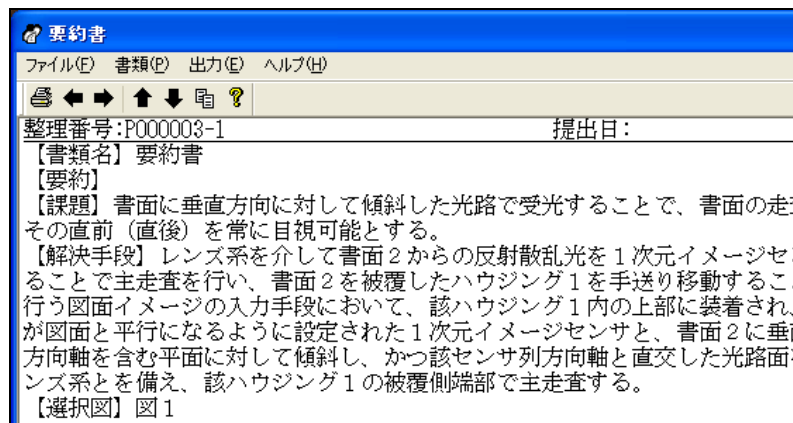 要約書
ファイル(F) 書類(P) 出力(E) ヘルプ(H)
整理番号:P000003-1 提出日:
【書類名】要約書
【要約】
【課題】書面に垂直方向に対して傾斜した光路で受光することで、書面の走査
その直前（直後）を常に目視可能とする。
【解決手段】レンズ系を介して書面２からの反射散乱光を１次元イメージセ
ることで主走査を行い、書面２を被覆したハウジング１を手送り移動するこ
行う図面イメージの入力手段において、該ハウジング１内の上部に装着され、
が図面と平行になるように設定された１次元イメージセンサと、書面２に垂直
方向軸を含む平面に対して傾斜し、かつ該センサ列方向軸と直交した光路面
ンズ系とを備え、該ハウジング１の被覆側端部で主走査する。
【選択図】図１